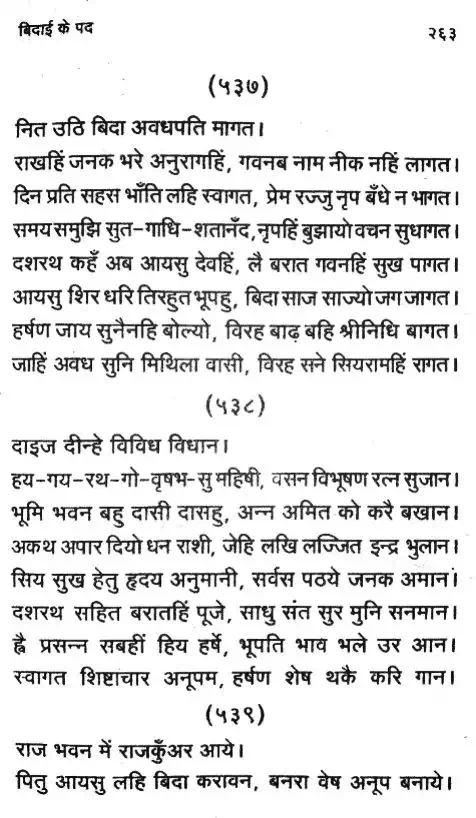 बिदाई के पद
२६३
(५३७)
नित उठि बिदा अवधपति मागत।
राखहिं जनक भरे अनुरागहिं, गवनब नाम नीक नहिं लागत।
दिन प्रति सहस भाँति लहि स्वागत, प्रेम रज्जु नृप बँधे न भागत।
समय समुझि सुत-गाधि-शतानँद, नृपहिं बुझायो वचन सुधागत।
दशरथ कहँ अब आयसु देवहिं, लै बरात गवनहिं सुख पागत।
आयसु शिर धरि तिरहुत भूपहु, बिदा साज साज्यो जग जागत।
हर्षण जाय सुनैनहि बोल्यो, विरह बाढ़ बहि श्रीनिधि बागत।
जाहिं अवध सुनि मिथिला वासी, विरह सने सियरामहिं रागत।
(५३८)
दाइज दीन्हे विविध विधान।
हय-गय-रथ-गो-वृषभ-सु महिषी, वसन विभूषण रत्न सुजान।
भूमि भवन बहु दासी दासहु, अन्न अमित को करै बखान।
अकथ अपार दियो धन राशी, जेहि लखि लज्जित इन्द्र भुलान।
सिय सुख हेतु हृदय अनुमानी, सर्वस पठये जनक अमान।
दशरथ सहित बरातहिं पूजे, साधु संत सुर मुनि सनमान।
ह्वै प्रसन्न सबहीं हिय हर्षे, भूपति भाव भले उर आन।
स्वागत शिष्टाचार अनूपम, हर्षण शेष थकै करि गान।
(५३९)
राज भवन में राजकुँअर आये।
पितु आयसु लहि बिदा करावन, बनरा वेष अनूप बनाये।